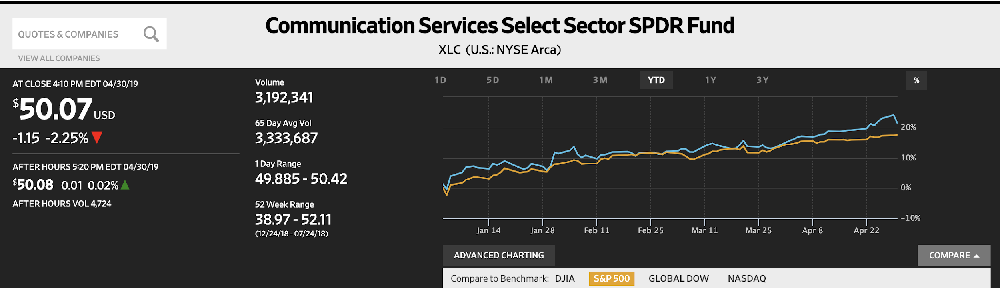 Communication Services Select Sector SPDR Fund
XLC (U.S.: NYSE Arca)
QUOTES & COMPANIES
VIEW ALL COMPANIES
AT CLOSE 4:10 PM EDT 04/30/19
$50.07 USD
-1.15 -2.25%
AFTER HOURS 5:20 PM EDT 04/30/19
$50.08 0.01 0.02%
AFTER HOURS VOL 4,724
Volume
3,192,341
65 Day Avg Vol
3,333,687
1 Day Range
49.885 - 50.42
52 Week Range
38.97 - 52.11
(12/24/18 - 07/24/18)
1D 5D 1M 3M YTD 1Y 3Y %
20%
10%
0%
-10%
Jan 14 Jan 28 Feb 11 Feb 25 Mar 11 Mar 25 Apr 8 Apr 22
ADVANCED CHARTING
COMPARE
Compare to Benchmark: DJIA S&P 500 GLOBAL DOW NASDAQ